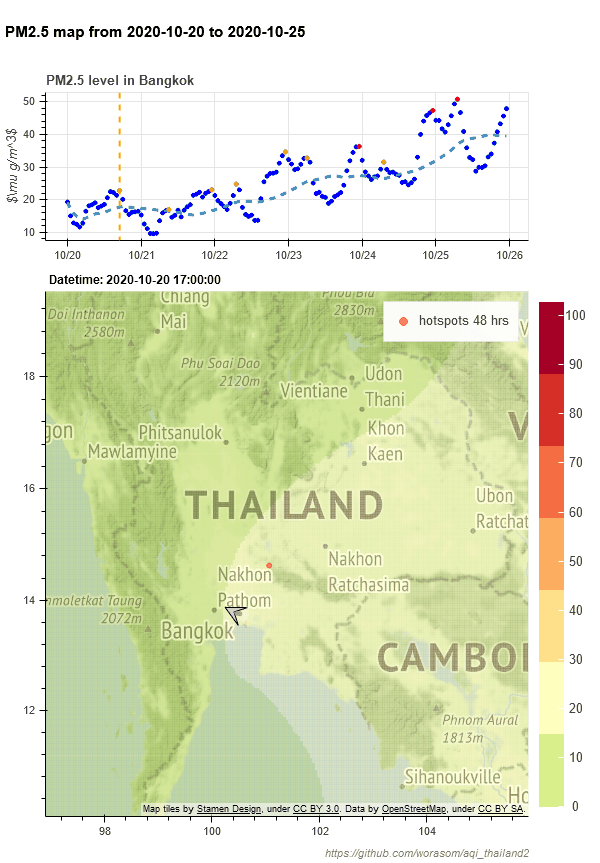 PM2.5 map from 2020-10-20 to 2020-10-25
PM2.5 level in Bangkok
$\mu g/m^3$
50
40
30
20
10
10/20
10/21
10/22
10/23
10/24
10/25
10/26
Datetime: 2020-10-20 17:00:00
hotspots 48 hrs
Chiang
Mai
Doi Inthanon
2580m
Phou Bia
2830m
Phu Soai Dao
2120m
Vientiane
Udon
Thani
Phitsanulok
Khon
Kaen
gon
Mawlamyine
V
THAILAND
Ubon
Ratchat
Nakhon
Ratchasima
Nakhon
Pathom
Bangkok
nmoletkat Taung
2072m
CAMBO
Phnom Aural
1813m
Sihanoukville
Ho
Map tiles by Stamen Design, under CC BY 3.0. Data by OpenStreetMap, under CC BY SA.
18
16
14
12
98
100
102
104
100
90
80
70
60
50
40
30
20
10
0
https://github.com/worasom/aqi_thailand2